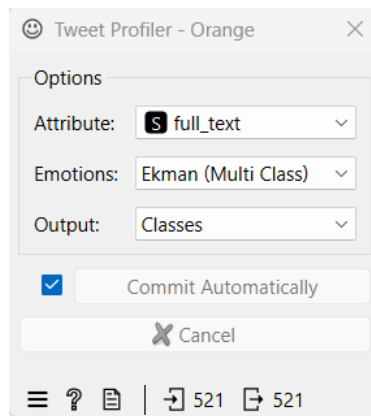 Tweet Profiler - Orange
Options
Attribute: S full_text
Emotions: Ekman (Multi Class)
Output: Classes
Commit Automatically
Cancel
? 521 521